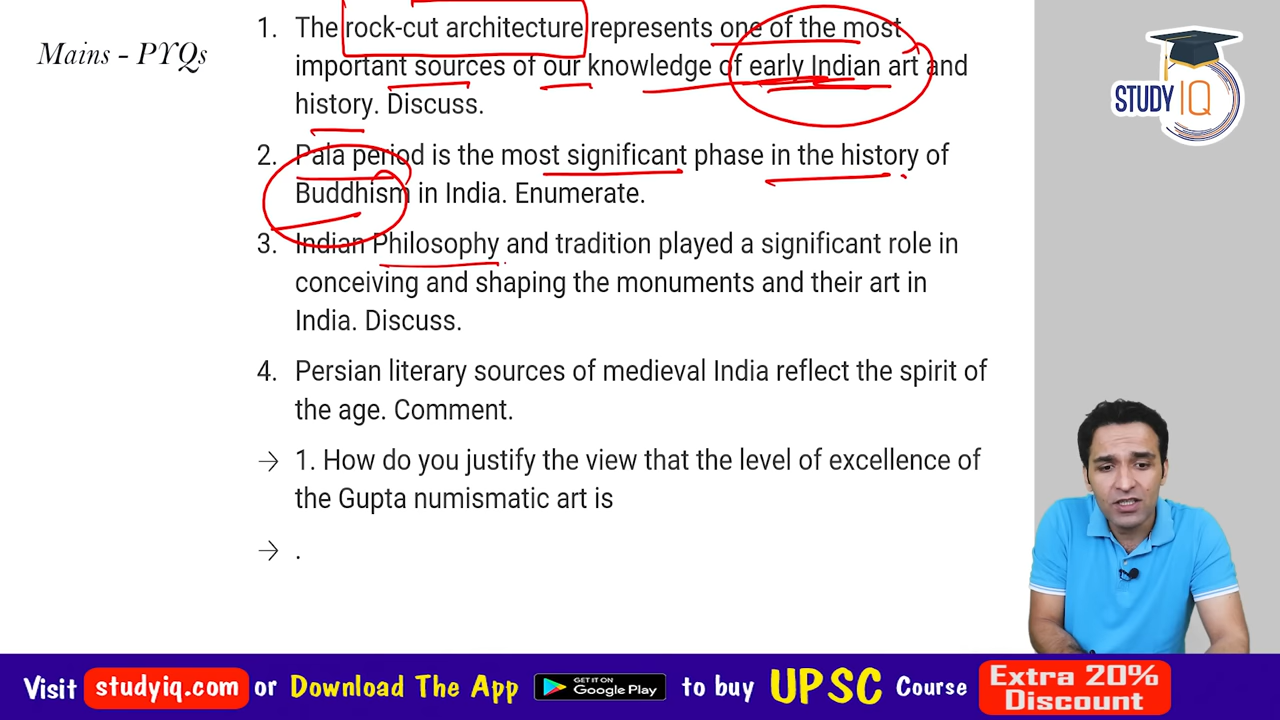 Mains - PYQs
1. The rock-cut architecture represents one of the most
important sources of our knowledge of early Indian art and
history. Discuss.
2. Pala period is the most significant phase in the history of
Buddhism in India. Enumerate.
3. Indian Philosophy and tradition played a significant role in
conceiving and shaping the monuments and their art in
India. Discuss.
4. Persian literary sources of medieval India reflect the spirit of
the age. Comment.
→ 1. How do you justify the view that the level of excellence of
the Gupta numismatic art is
→ .
STUDY IQ
Visit studyiq.com or Download The App GET IT ON Google Play to buy UPSC Course Extra 20%
Discount